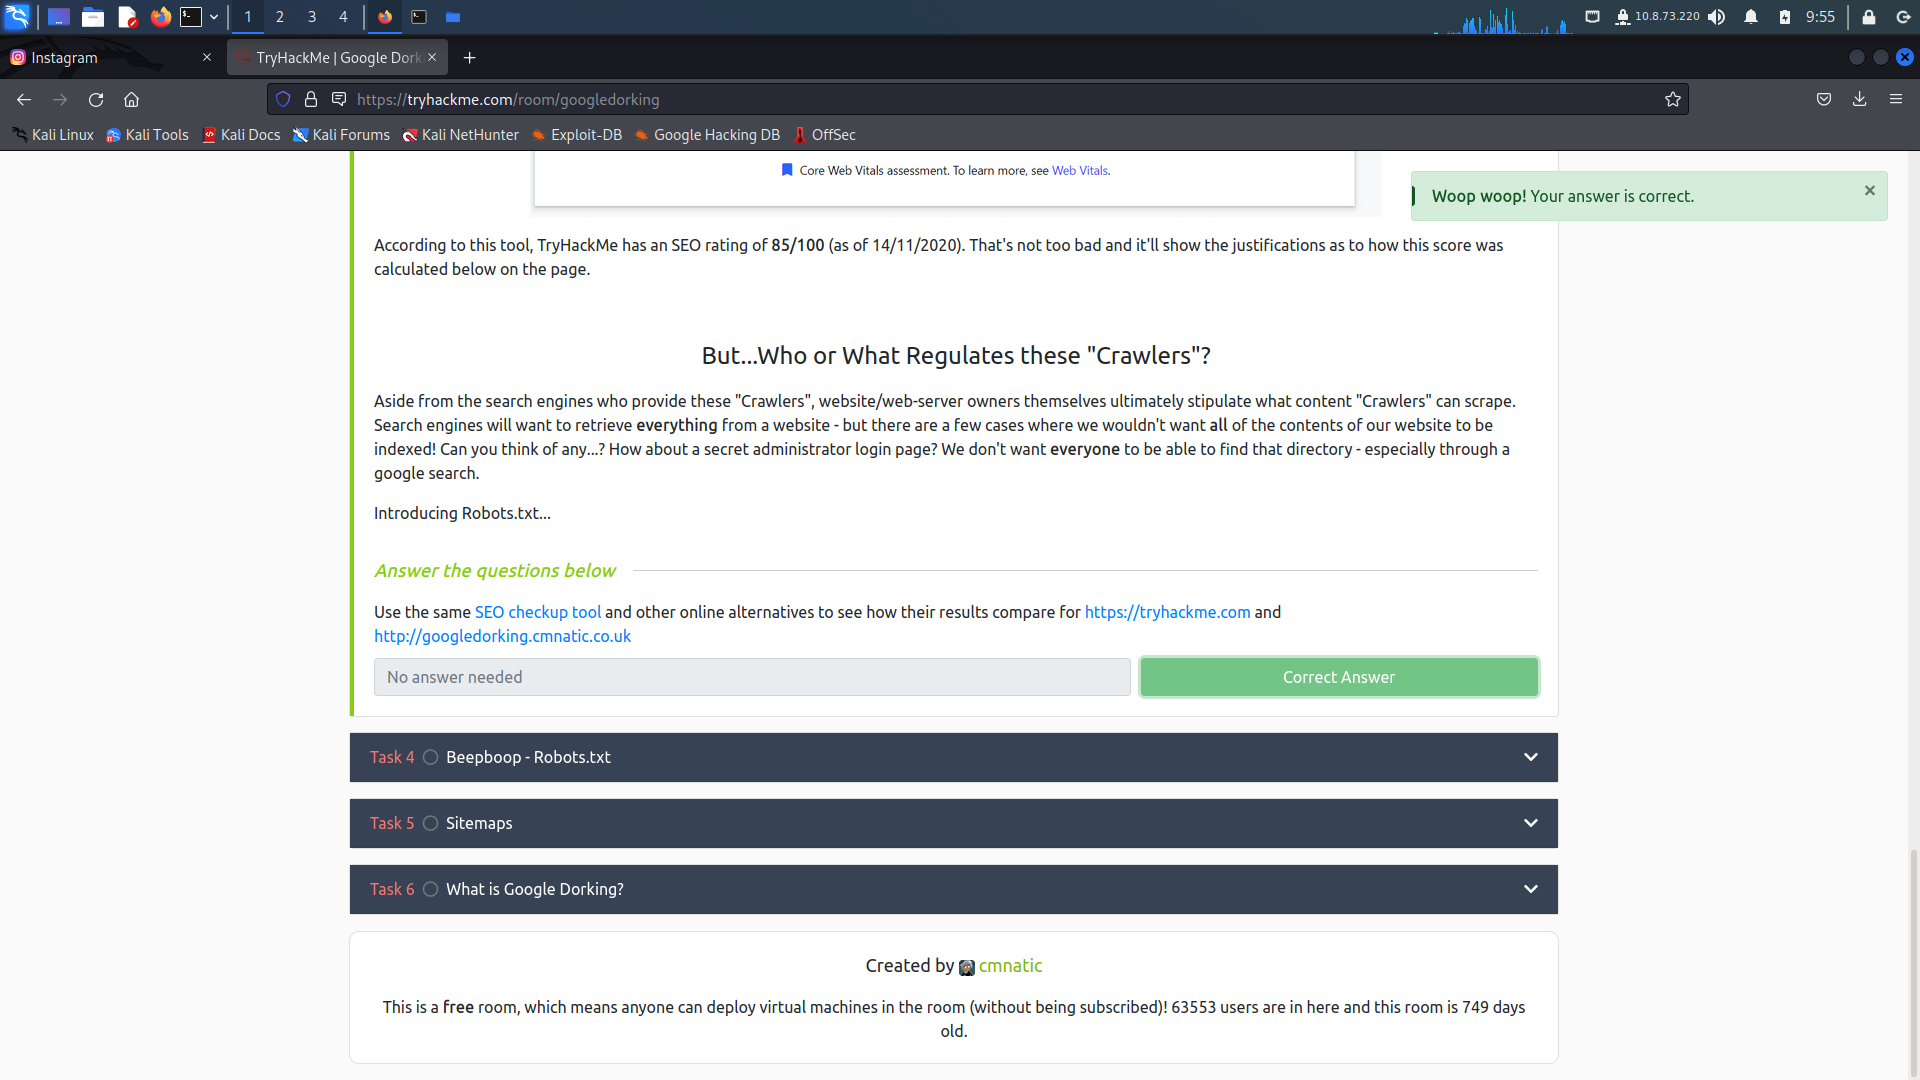 1 2 3 4 10.8.73.220 9:55
Instagram TryHackMe | Google Dork
https://tryhackme.com/room/googledorking
Kali Linux Kali Tools Kali Docs Kali Forums Kali NetHunter Exploit-DB Google Hacking DB OffSec
Core Web Vitals assessment. To learn more, see Web Vitals.
Woop woop! Your answer is correct.
According to this tool, TryHackMe has an SEO rating of 85/100 (as of 14/11/2020). That's not too bad and it'll show the justifications as to how this score was
calculated below on the page.
But...Who or What Regulates these "Crawlers"?
Aside from the search engines who provide these "Crawlers", website/web-server owners themselves ultimately stipulate what content "Crawlers" can scrape.
Search engines will want to retrieve everything from a website - but there are a few cases where we wouldn't want all of the contents of our website to be
indexed! Can you think of any...? How about a secret administrator login page? We don't want everyone to be able to find that directory - especially through a
google search.
Introducing Robots.txt...
Answer the questions below
Use the same SEO checkup tool and other online alternatives to see how their results compare for https://tryhackme.com and
http://googledorking.cmnatic.co.uk
No answer needed Correct Answer
Task 4 Beepboop - Robots.txt
Task 5 Sitemaps
Task 6 What is Google Dorking?
Created by cmnatic
This is a free room, which means anyone can deploy virtual machines in the room (without being subscribed)! 63553 users are in here and this room is 749 days
old.